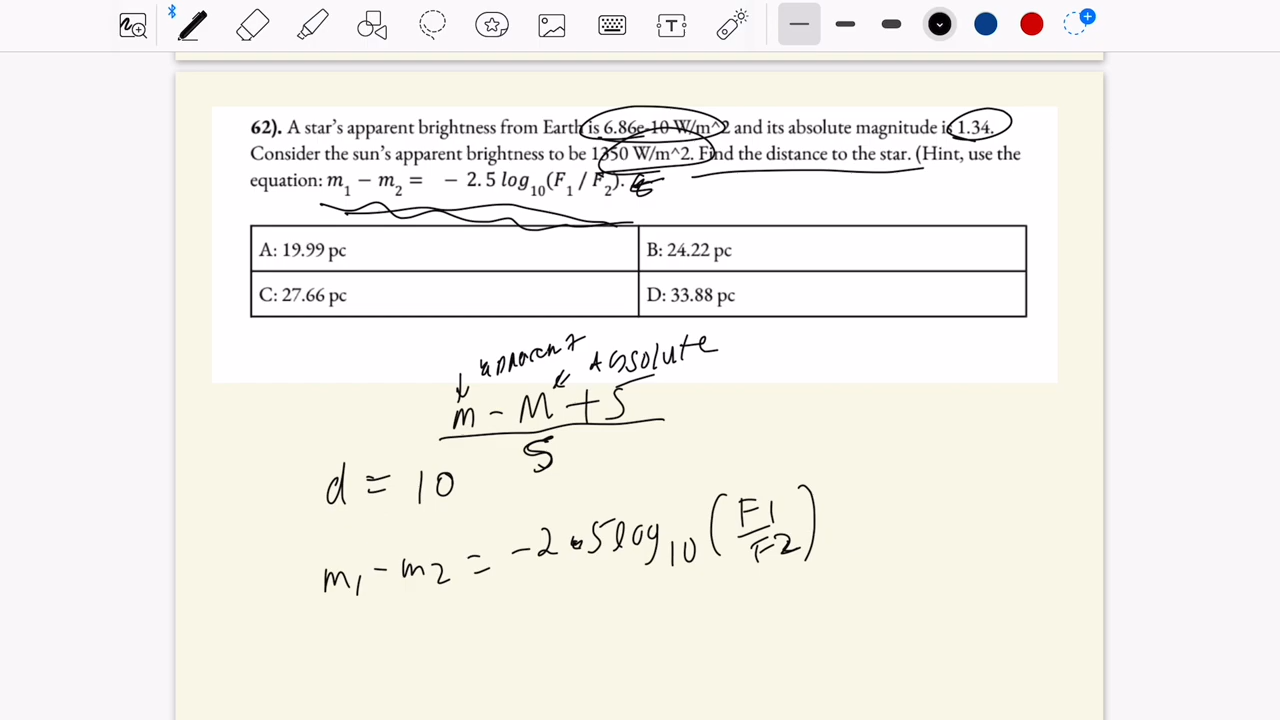 62). A star's apparent brightness from Earth is 6.86e-10 W/m^2 and its absolute magnitude is 1.34.
Consider the sun's apparent brightness to be 1350 W/m^2. Find the distance to the star. (Hint, use the
equation: m₁ − m₂ = − 2.5 log₁₀(F₁ / F₂).
A: 19.99 pc B: 24.22 pc
C: 27.66 pc D: 33.88 pc
apparent Absolute
m - M + 5
5
d = 10
m1 - m2 = -2.5 log10 (F1/F2)